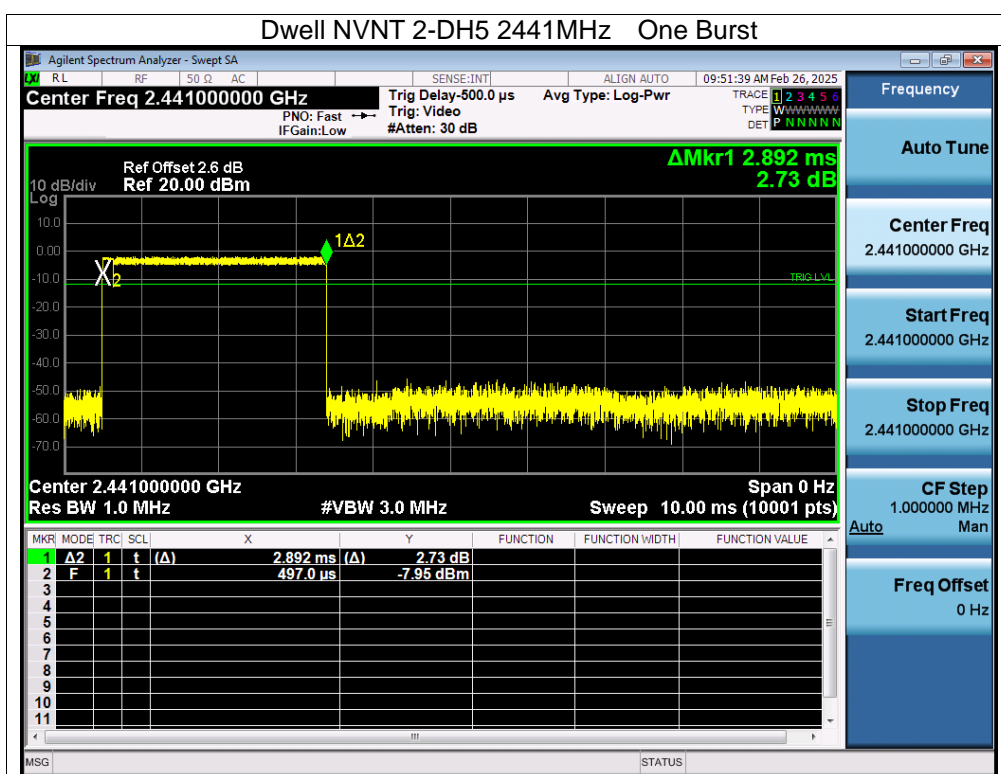 Dwell NVNT 2-DH5 2441MHz One Burst
Agilent Spectrum Analyzer - Swept SA
LXI RL RF 50 Ω AC SENSE:INT ALIGN AUTO 09:51:39 AM Feb 26, 2025
Center Freq 2.441000000 GHz
PNO: Fast
IFGain:Low
Trig Delay-500.0 µs
Trig: Video
#Atten: 30 dB
Avg Type: Log-Pwr
TRACE 1 2 3 4 5 6
TYPE WWWWWW
DET P N N N N N
Frequency
Auto Tune
Center Freq
2.441000000 GHz
Start Freq
2.441000000 GHz
Stop Freq
2.441000000 GHz
CF Step
1.000000 MHz
Auto Man
Freq Offset
0 Hz
ΔMkr1 2.892 ms
2.73 dB
Ref Offset 2.6 dB
10 dB/div Ref 20.00 dBm
Log
10.0
0.00
-10.0
-20.0
-30.0
-40.0
-50.0
-60.0
-70.0
1Δ2
2
TRIG LVL
Center 2.441000000 GHz Span 0 Hz
Res BW 1.0 MHz #VBW 3.0 MHz Sweep 10.00 ms (10001 pts)
MKR MODE TRC SCL X Y FUNCTION FUNCTION WIDTH FUNCTION VALUE
1 Δ2 1 t (Δ) 2.892 ms (Δ) 2.73 dB
2 F 1 t 497.0 µs -7.95 dBm
3
4
5
6
7
8
9
10
11
MSG STATUS